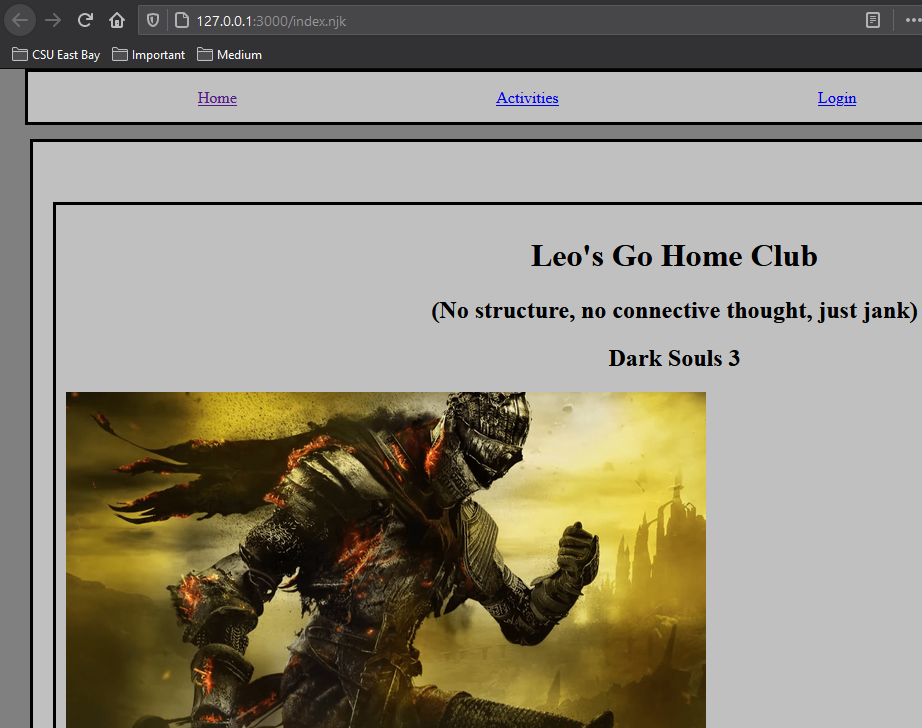 127.0.0.1:3000/index.njk
CSU East Bay Important Medium
Home Activities Login
Leo's Go Home Club
(No structure, no connective thought, just jank)
Dark Souls 3